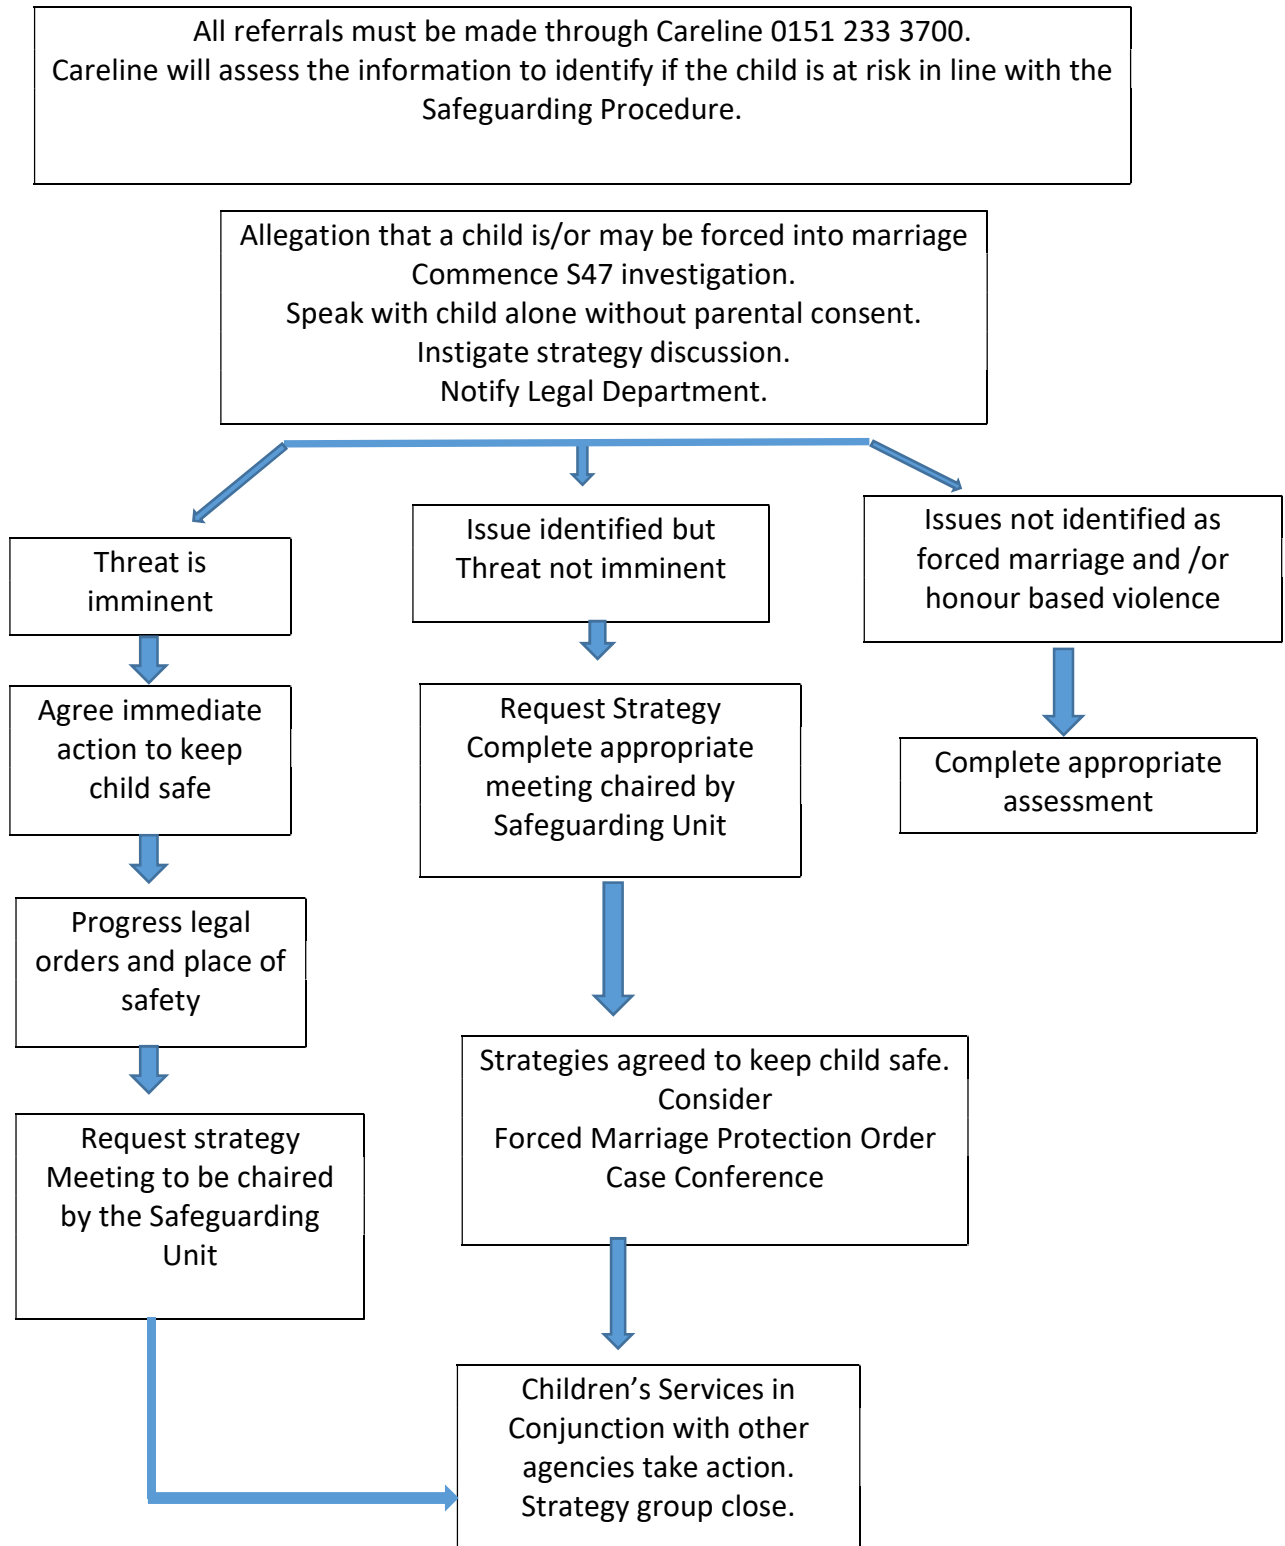 All referrals must be made through Careline 0151 233 3700.
Careline will assess the information to identify if the child is at risk in line with the
Safeguarding Procedure.
Allegation that a child is/or may be forced into marriage
Commence S47 investigation.
Speak with child alone without parental consent.
Instigate strategy discussion.
Notify Legal Department.
Threat is
imminent
Agree immediate
action to keep
child safe
Progress legal
orders and place of
safety
Request strategy
Meeting to be chaired
by the Safeguarding
Unit
Issue identified but
Threat not imminent
Request Strategy
Complete appropriate
meeting chaired by
Safeguarding Unit
Strategies agreed to keep child safe.
Consider
Forced Marriage Protection Order
Case Conference
Children’s Services in
Conjunction with other
agencies take action.
Strategy group close.
Issues not identified as
forced marriage and /or
honour based violence
Complete appropriate
assessment